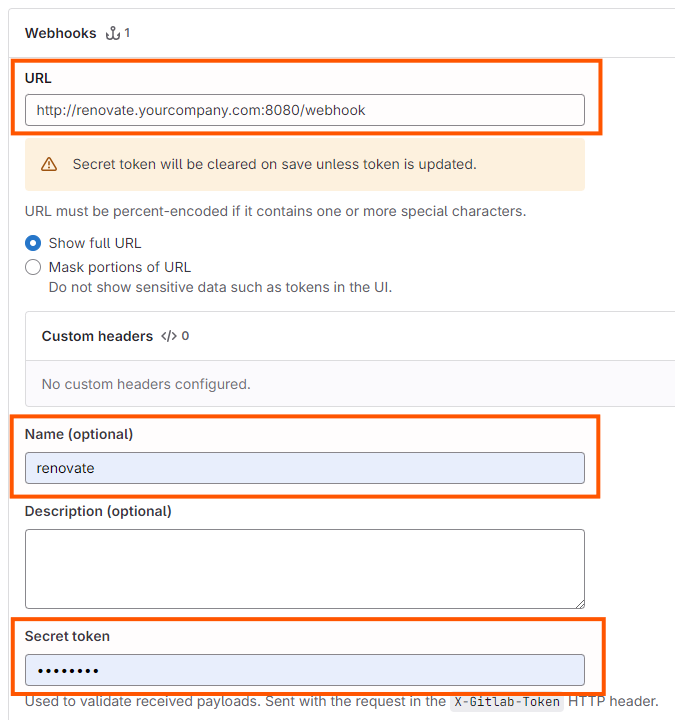 Webhooks 1
URL
http://renovate.yourcompany.com:8080/webhook
Secret token will be cleared on save unless token is updated.
URL must be percent-encoded if it contains one or more special characters.
Show full URL
Mask portions of URL
Do not show sensitive data such as tokens in the UI.
Custom headers </> 0
No custom headers configured.
Name (optional)
renovate
Description (optional)
Secret token
••••••••
Used to validate received payloads. Sent with the request in the X-Gitlab-Token HTTP header.